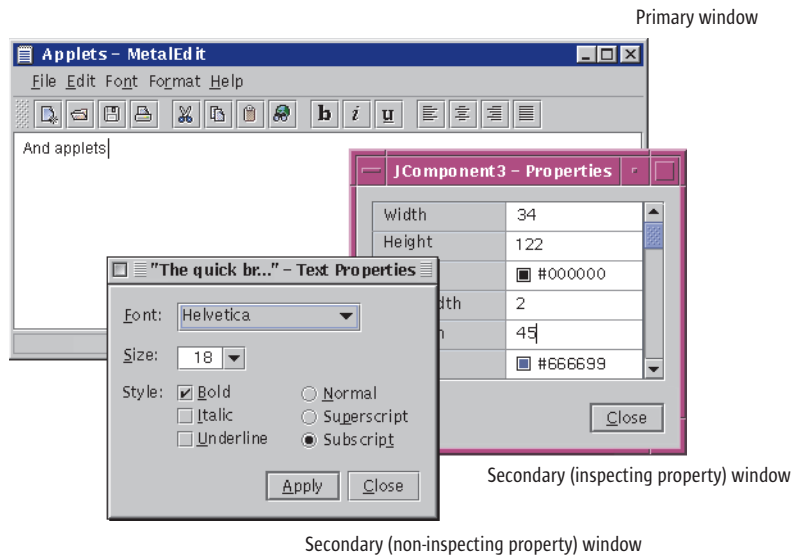 Primary window
Applets – MetalEdit
File Edit Font Format Help
b i u
And applets
JComponent3 – Properties
Width 34
Height 122
#000000
2
45
#666699
Close
"The quick br..." – Text Properties
Font: Helvetica
Size: 18
Style: Bold Normal
Italic Superscript
Underline Subscript
Apply Close
Secondary (inspecting property) window
Secondary (non-inspecting property) window